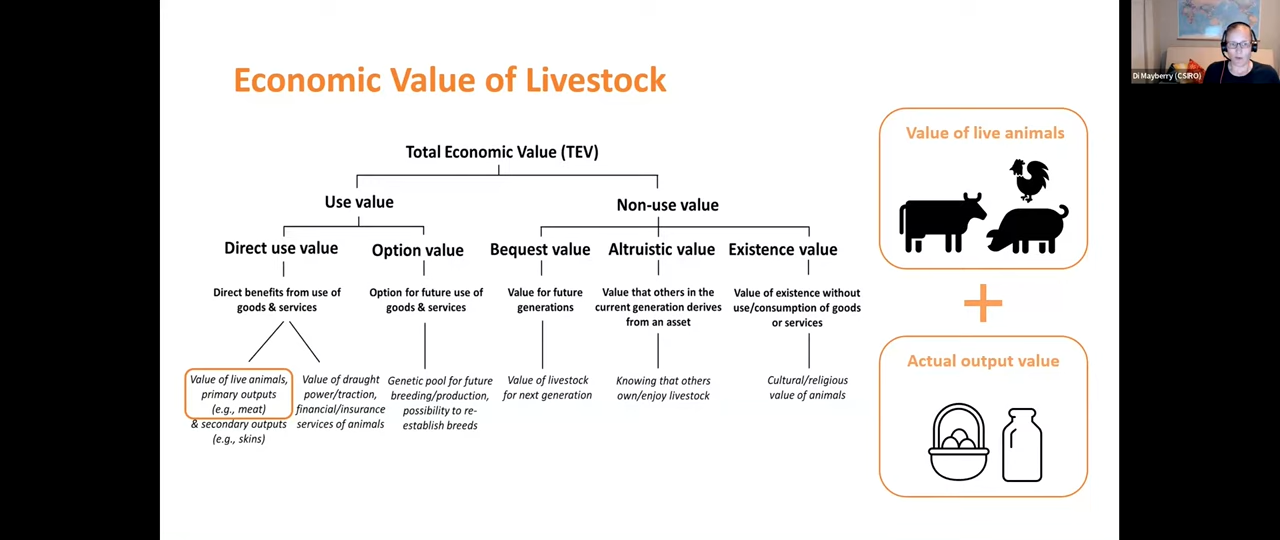 Economic Value of Livestock
Total Economic Value (TEV)
Use value
Non-use value
Direct use value
Option value
Bequest value
Altruistic value
Existence value
Direct benefits from use of
goods & services
Option for future use of
goods & services
Value for future
generations
Value that others in the
current generation derives
from an asset
Value of existence without
use/consumption of goods
or services
Value of live animals,
primary outputs
(e.g., meat)
& secondary outputs
(e.g., skins)
Value of draught
power/traction,
financial/insurance
services of animals
Genetic pool for future
breeding/production,
possibility to re-
establish breeds
Value of livestock
for next generation
Knowing that others
own/enjoy livestock
Cultural/religious
value of animals
Value of live animals
Actual output value
Di Mayberry (CSIRO)